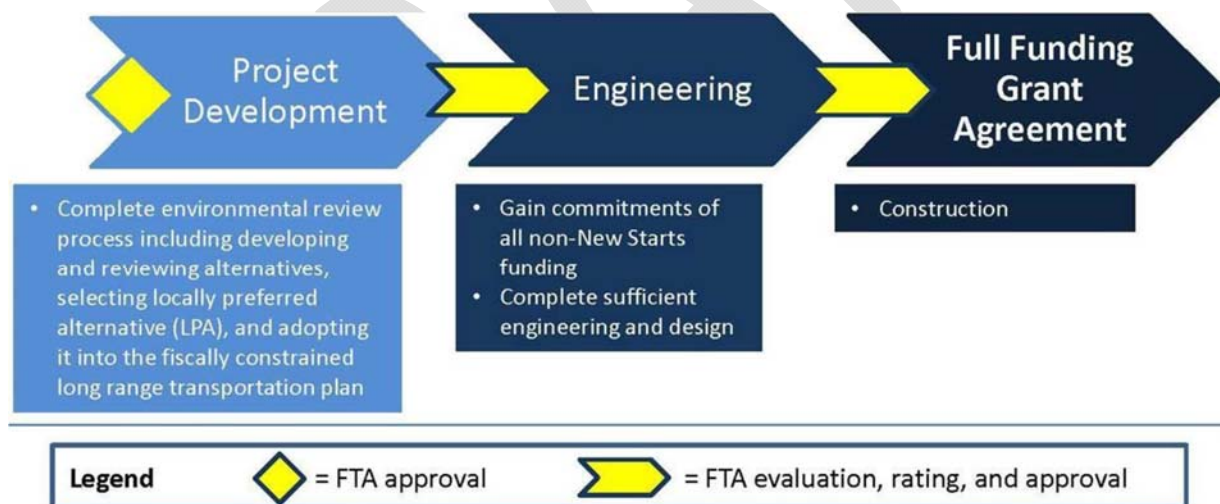 Project
Development
Engineering
Full Funding
Grant
Agreement
• Complete environmental review
process including developing
and reviewing alternatives,
selecting locally preferred
alternative (LPA), and adopting
it into the fiscally constrained
long range transportation plan
• Gain commitments of
all non-New Starts
funding
• Complete sufficient
engineering and design
• Construction
Legend = FTA approval = FTA evaluation, rating, and approval